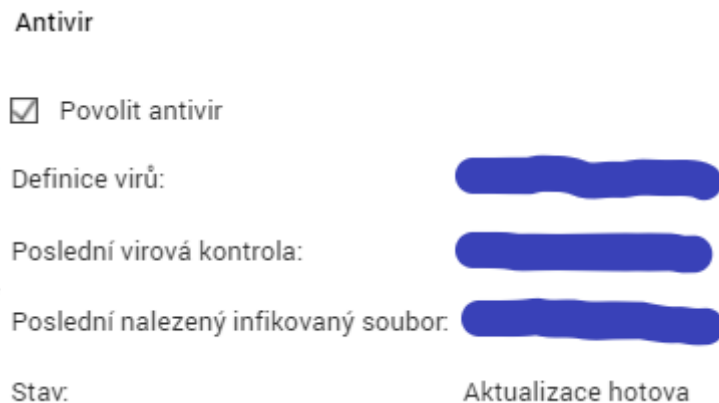 Antivir
Povolit antivir
Definice virů:
Poslední virová kontrola:
Poslední nalezený infikovaný soubor:
Stav: Aktualizace hotova